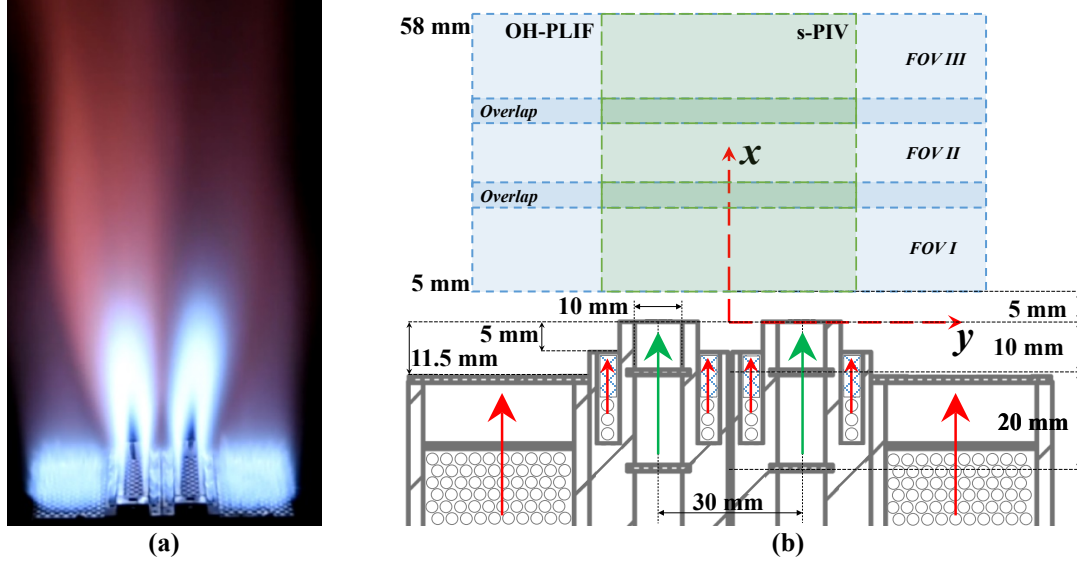 58 mm
OH-PLIF
s-PIV
FOV III
Overlap
x
FOV II
Overlap
FOV I
5 mm
10 mm
5 mm
5 mm
y
10 mm
11.5 mm
20 mm
30 mm
(a)
(b)